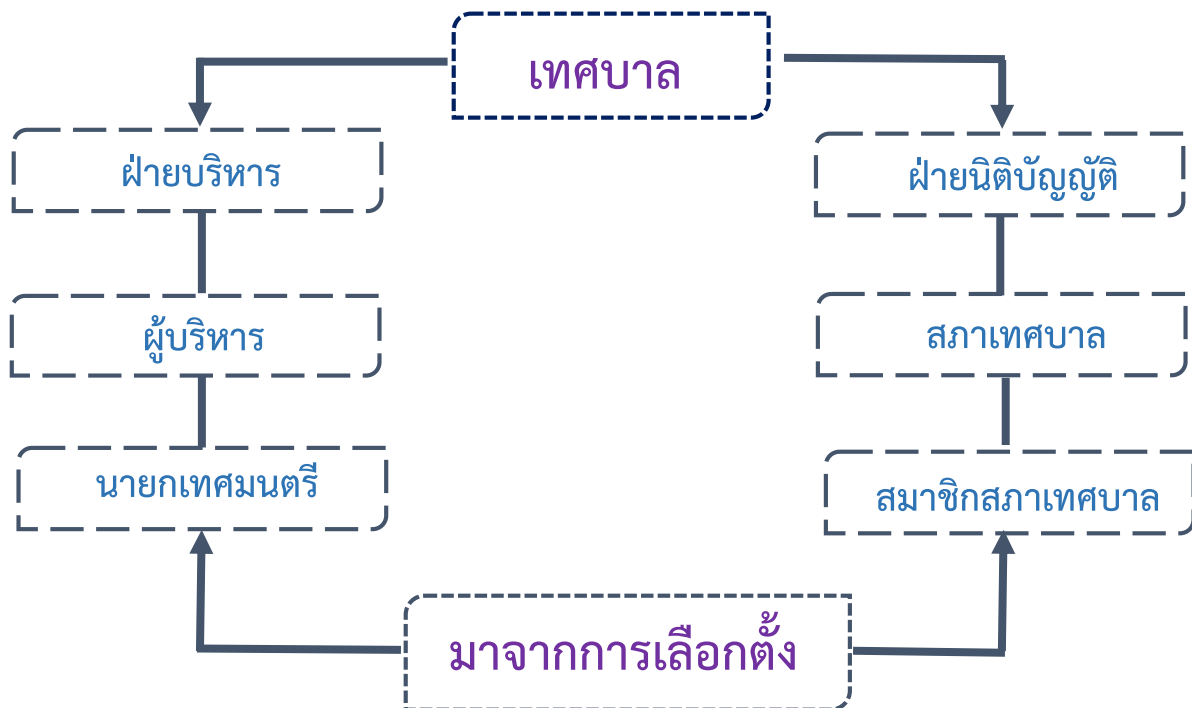 เทศบาล
ฝ่ายบริหาร
ฝ่ายนิติบัญญัติ
ผู้บริหาร
สภาเทศบาล
นายกเทศมนตรี
สมาชิกสภาเทศบาล
มาจากการเลือกตั้ง